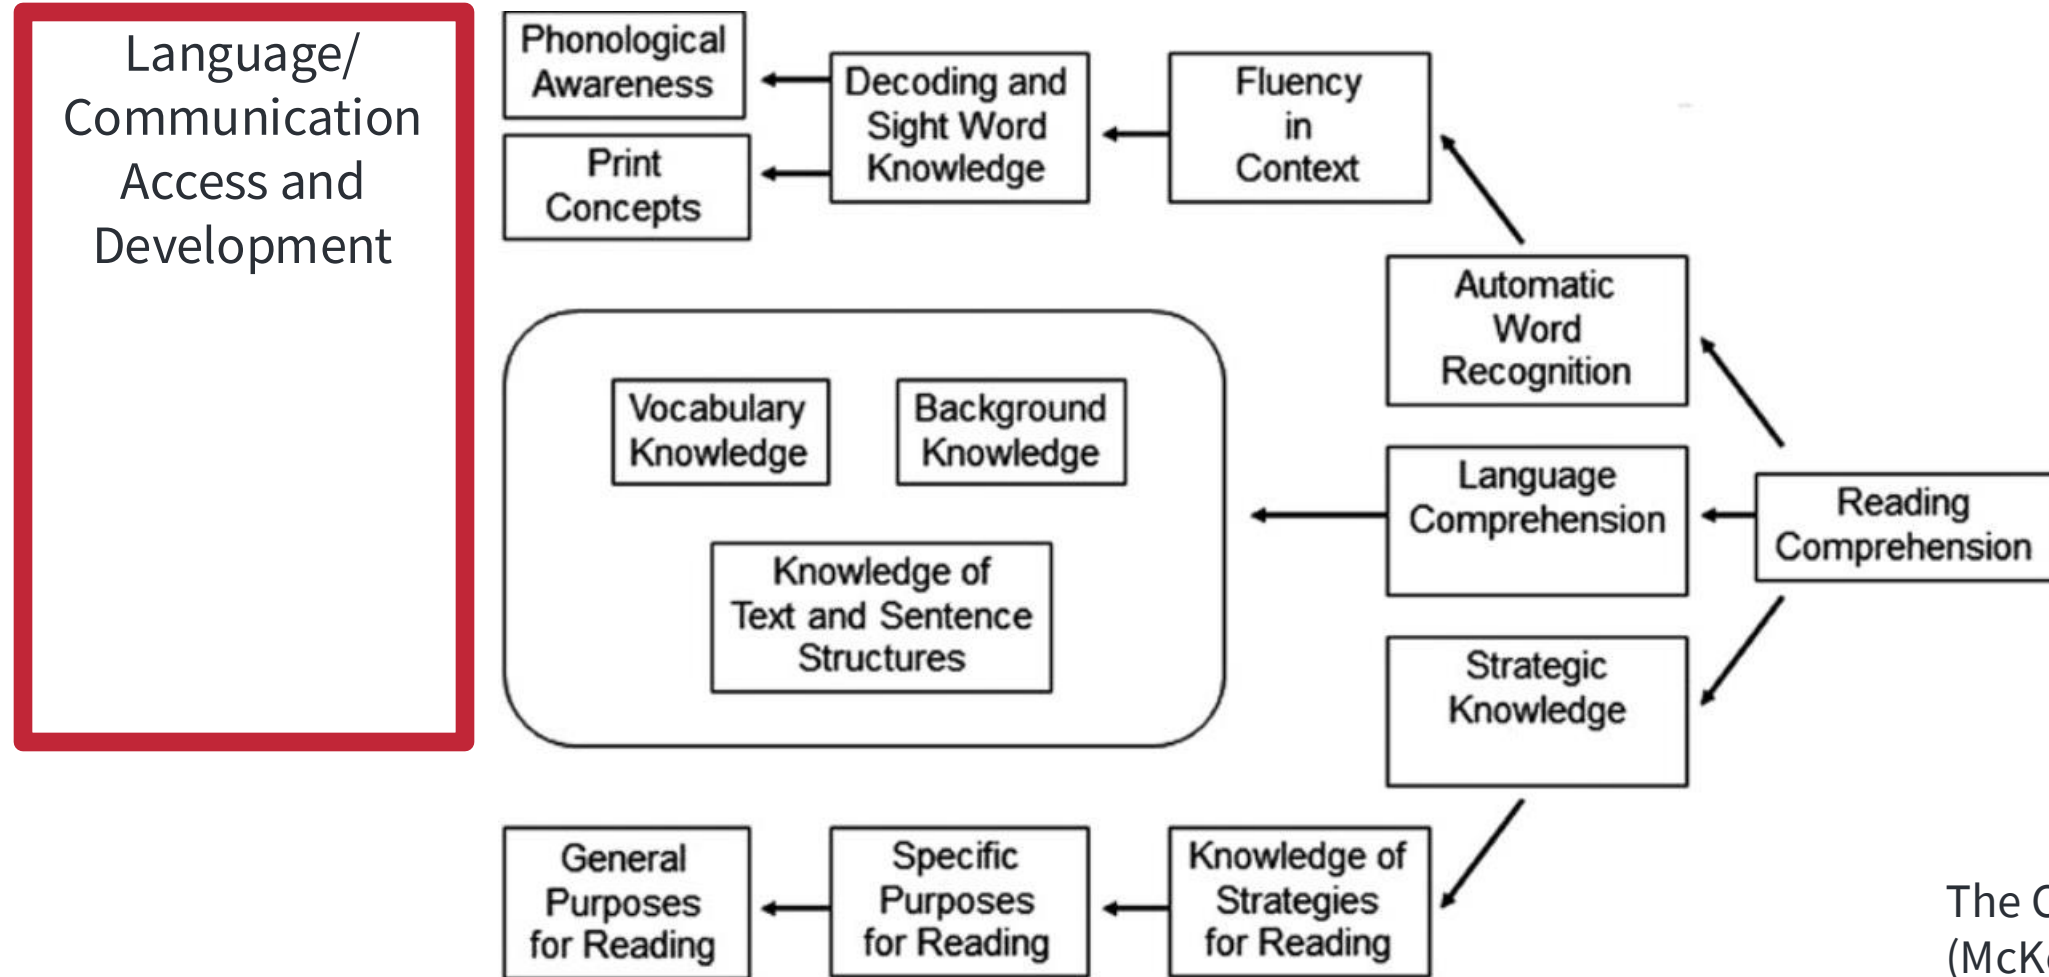 Language/
Communication
Access and
Development
Phonological
Awareness
Print
Concepts
Decoding and
Sight Word
Knowledge
Fluency
in
Context
Automatic
Word
Recognition
Vocabulary
Knowledge
Background
Knowledge
Knowledge of
Text and Sentence
Structures
Language
Comprehension
Reading
Comprehension
Strategic
Knowledge
General
Purposes
for Reading
Specific
Purposes
for Reading
Knowledge of
Strategies
for Reading
The